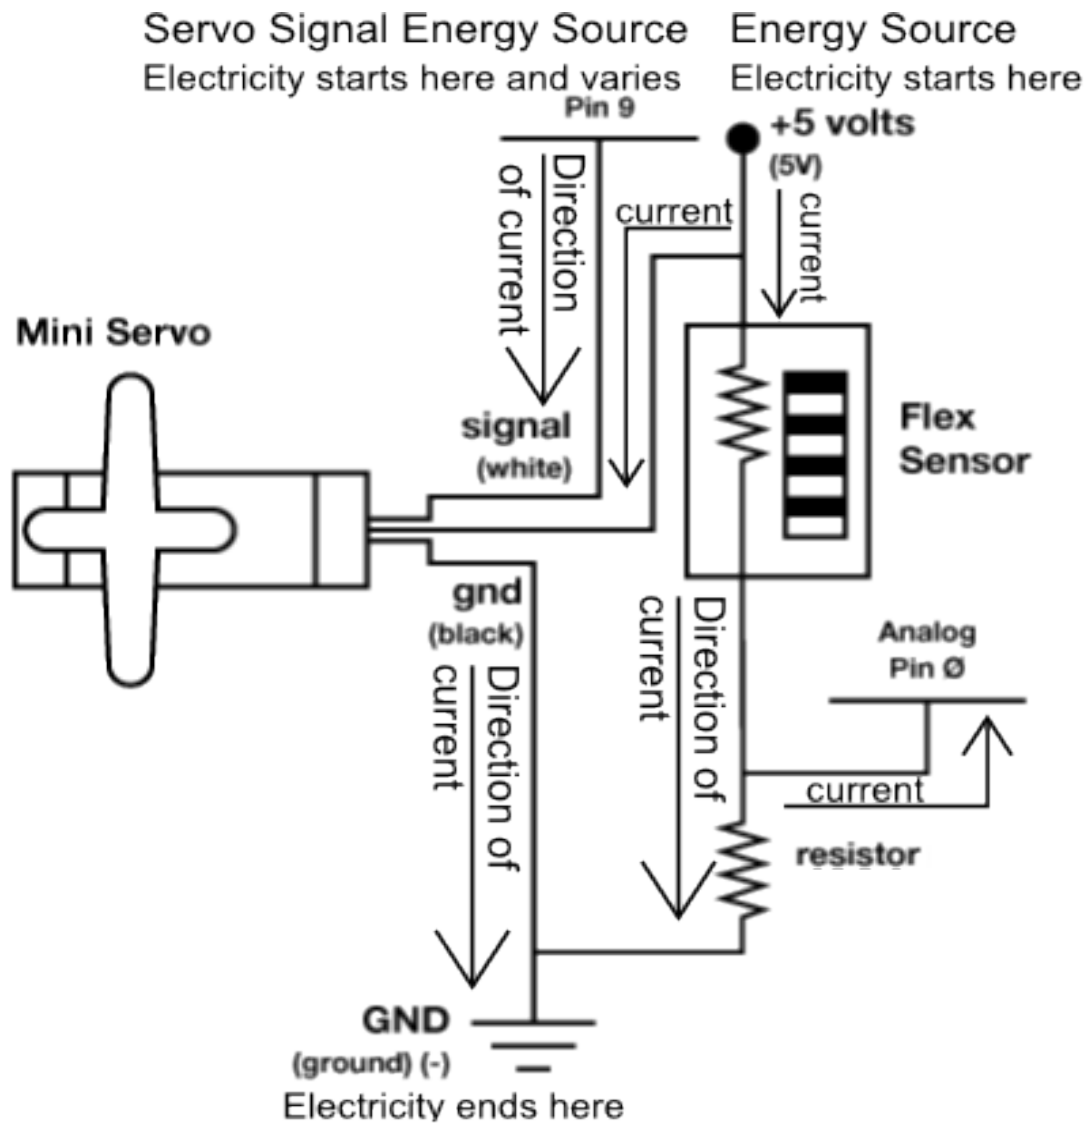 Servo Signal Energy Source
Electricity starts here and varies
Energy Source
Electricity starts here
Pin 9
+5 volts
(5V)
Direction
of current
current
current
Mini Servo
signal
(white)
Flex
Sensor
gnd
(black)
Direction of
current
Direction of
current
Analog
Pin Ø
current
resistor
GND
(ground) (-)
Electricity ends here